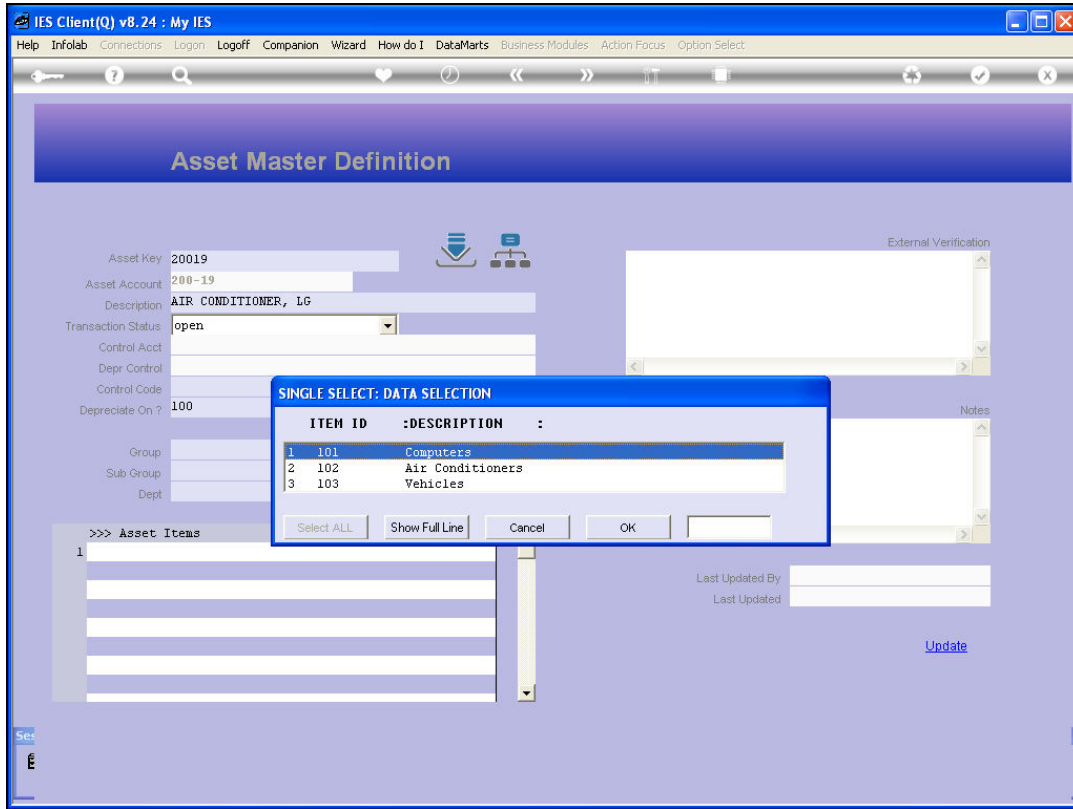 IES Client(Q) v8.24 : My IES
Help Infolab Connections Logon Logoff Companion Wizard How do I DataMarts Business Modules Action Focus Option Select
Asset Master Definition
External Verification
Asset Key 20019
Asset Account 200-19
Description AIR CONDITIONER, LG
Transaction Status open
Control Acct
Depr Control
Control Code
Depreciate On ? 100
Notes
Group
Sub Group
Dept
SINGLE SELECT: DATA SELECTION
ITEM ID :DESCRIPTION :
1 101 Computers
2 102 Air Conditioners
3 103 Vehicles
Select ALL Show Full Line Cancel OK
>>> Asset Items
1
Last Updated By
Last Updated
Update
Ses